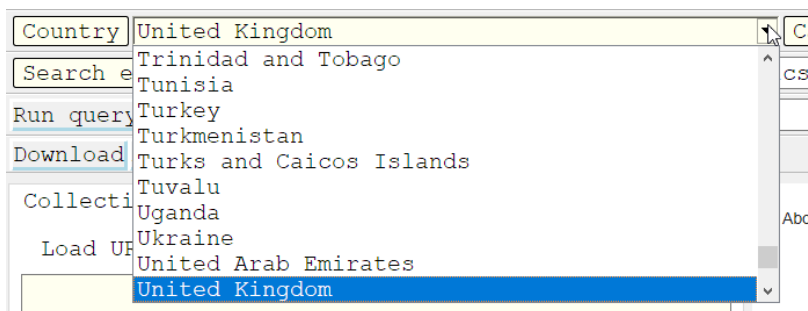 Country United Kingdom C
Trinidad and Tobago
Search e cs
Tunisia
Run query Turkey
Turkmenistan
Download Turks and Caicos Islands
Tuvalu
Collecti Uganda
Abo
Ukraine
Load UR
United Arab Emirates
United Kingdom